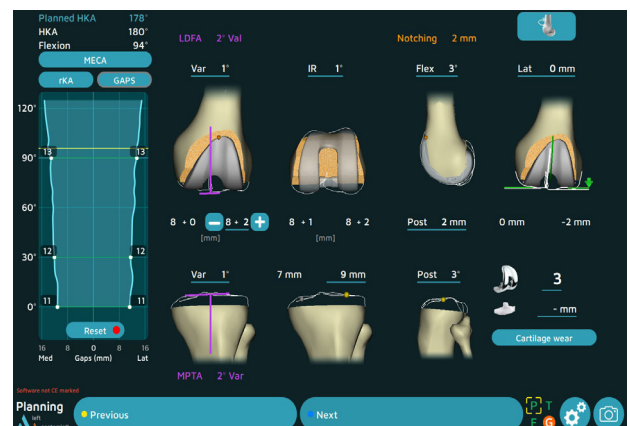 Planned HKA 178°
HKA 180°
Flexion 94°
MECA
rKA GAPS
LDFA 2° Val
Notching 2 mm
Var 1°
IR 1°
Flex 3°
Lat 0 mm
120°
90°
60°
30°
0°
13 13
12 12
11 11
Reset
16 8 0 8 16
Med Gaps (mm) Lat
8 + 0 8 + 2
[mm]
8 + 1 8 + 2
[mm]
Post 2 mm
0 mm -2 mm
Var 1°
7 mm 9 mm
Post 3°
3
- mm
Cartilage wear
MPTA 2° Var
Software not CE marked
Planning
left
Previous
Next
P T
F G